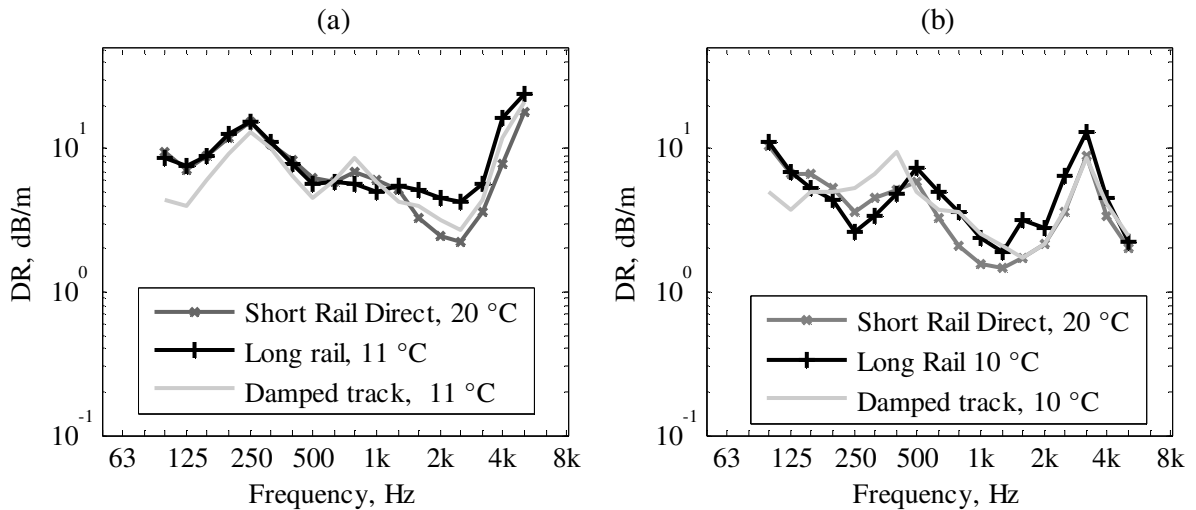 (a)
DR, dB/m
10^1
10^0
10^-1
Short Rail Direct, 20 °C
Long rail, 11 °C
Damped track, 11 °C
63 125 250 500 1k 2k 4k 8k
Frequency, Hz
(b)
DR, dB/m
10^1
10^0
10^-1
Short Rail Direct, 20 °C
Long Rail 10 °C
Damped track, 10 °C
63 125 250 500 1k 2k 4k 8k
Frequency, Hz